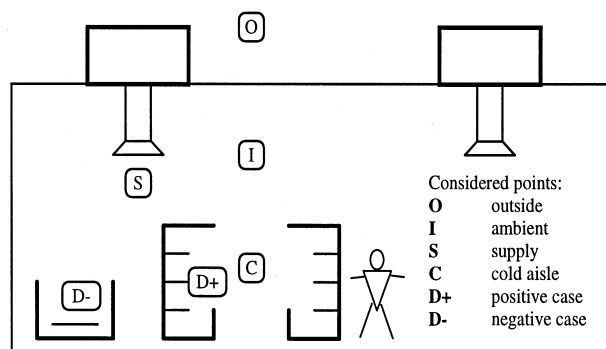 O
I
S
C
D+
D-
Considered points:
O outside
I ambient
S supply
C cold aisle
D+ positive case
D- negative case